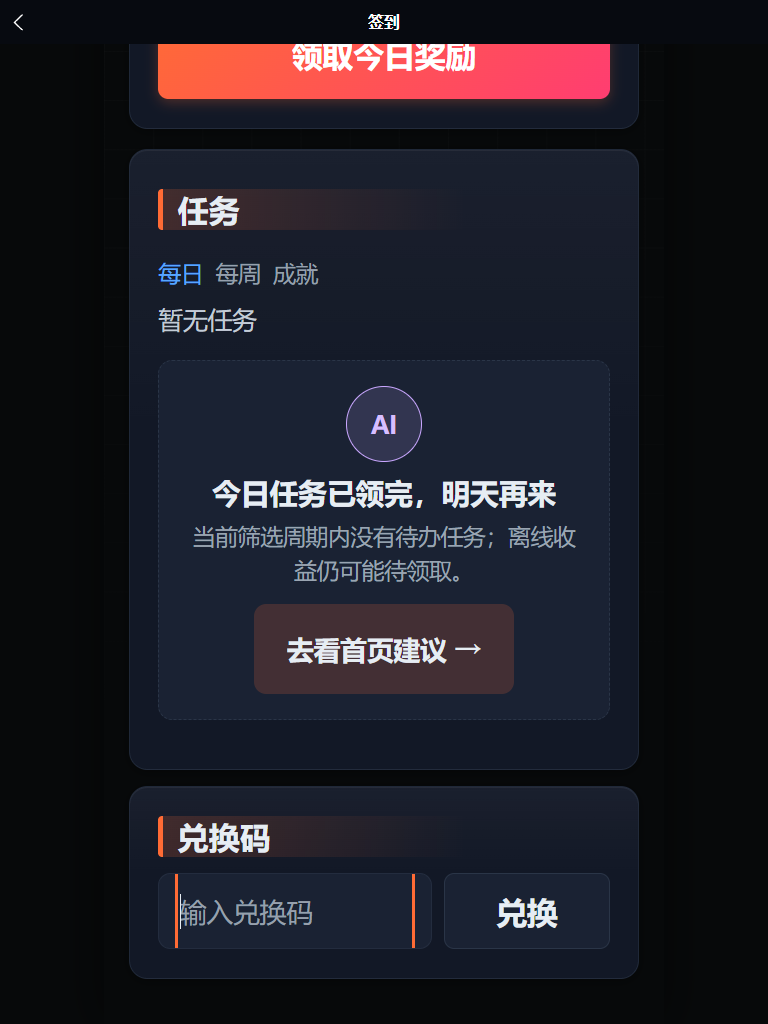 签到
领取今日奖励
任务
每日 每周 成就
暂无任务
AI
今日任务已领完，明天再来
当前筛选周期内没有待办任务；离线收
益仍可能待领取。
去看首页建议 →
兑换码
输入兑换码 兑换